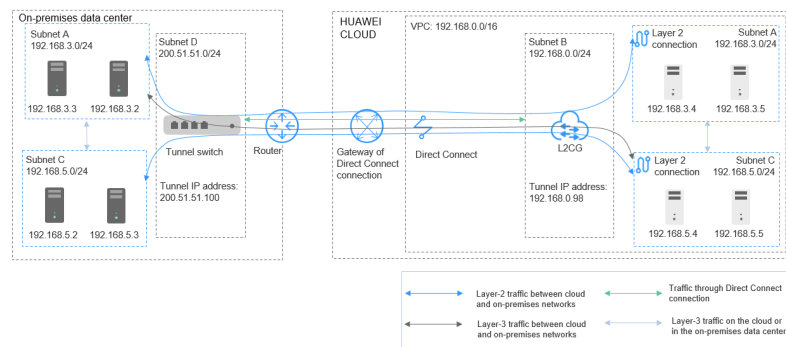 On-premises data center
Subnet A
192.168.3.0/24
192.168.3.3
192.168.3.2
Subnet C
192.168.5.0/24
192.168.5.2
192.168.5.3
Subnet D
200.51.51.0/24
Tunnel switch
Tunnel IP address:
200.51.51.100
Router
HUAWEI
CLOUD
Gateway of
Direct Connect
connection
VPC: 192.168.0.0/16
Direct Connect
Subnet B
192.168.0.0/24
L2CG
Tunnel IP address:
192.168.0.98
Layer 2
connection
Subnet A
192.168.3.0/24
192.168.3.4
192.168.3.5
Layer 2
connection
Subnet C
192.168.5.0/24
192.168.5.4
192.168.5.5
Layer-2 traffic between cloud
and on-premises networks
Traffic through Direct Connect
connection
Layer-3 traffic between cloud
and on-premises networks
Layer-3 traffic on the cloud or
in the on-premises data center